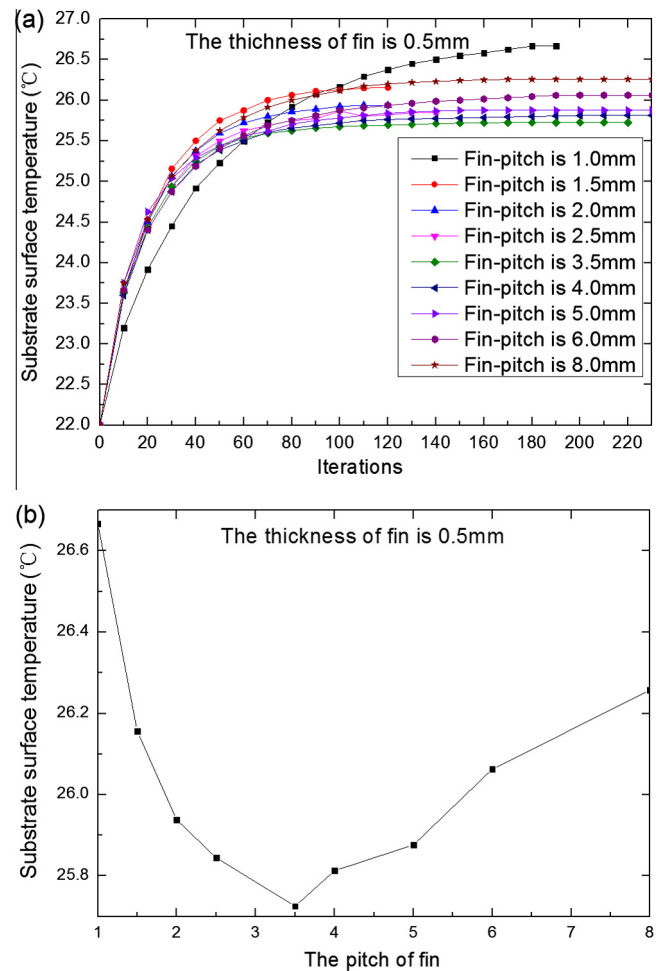 (a)
The thichness of fin is 0.5mm
Substrate surface temperature (℃)
27.0
26.5
26.0
25.5
25.0
24.5
24.0
23.5
23.0
22.5
22.0
Fin-pitch is 1.0mm
Fin-pitch is 1.5mm
Fin-pitch is 2.0mm
Fin-pitch is 2.5mm
Fin-pitch is 3.5mm
Fin-pitch is 4.0mm
Fin-pitch is 5.0mm
Fin-pitch is 6.0mm
Fin-pitch is 8.0mm
0 20 40 60 80 100 120 140 160 180 200 220
Iterations
(b)
The thickness of fin is 0.5mm
Substrate surface temperature (℃)
26.6
26.4
26.2
26.0
25.8
1 2 3 4 5 6 7 8
The pitch of fin